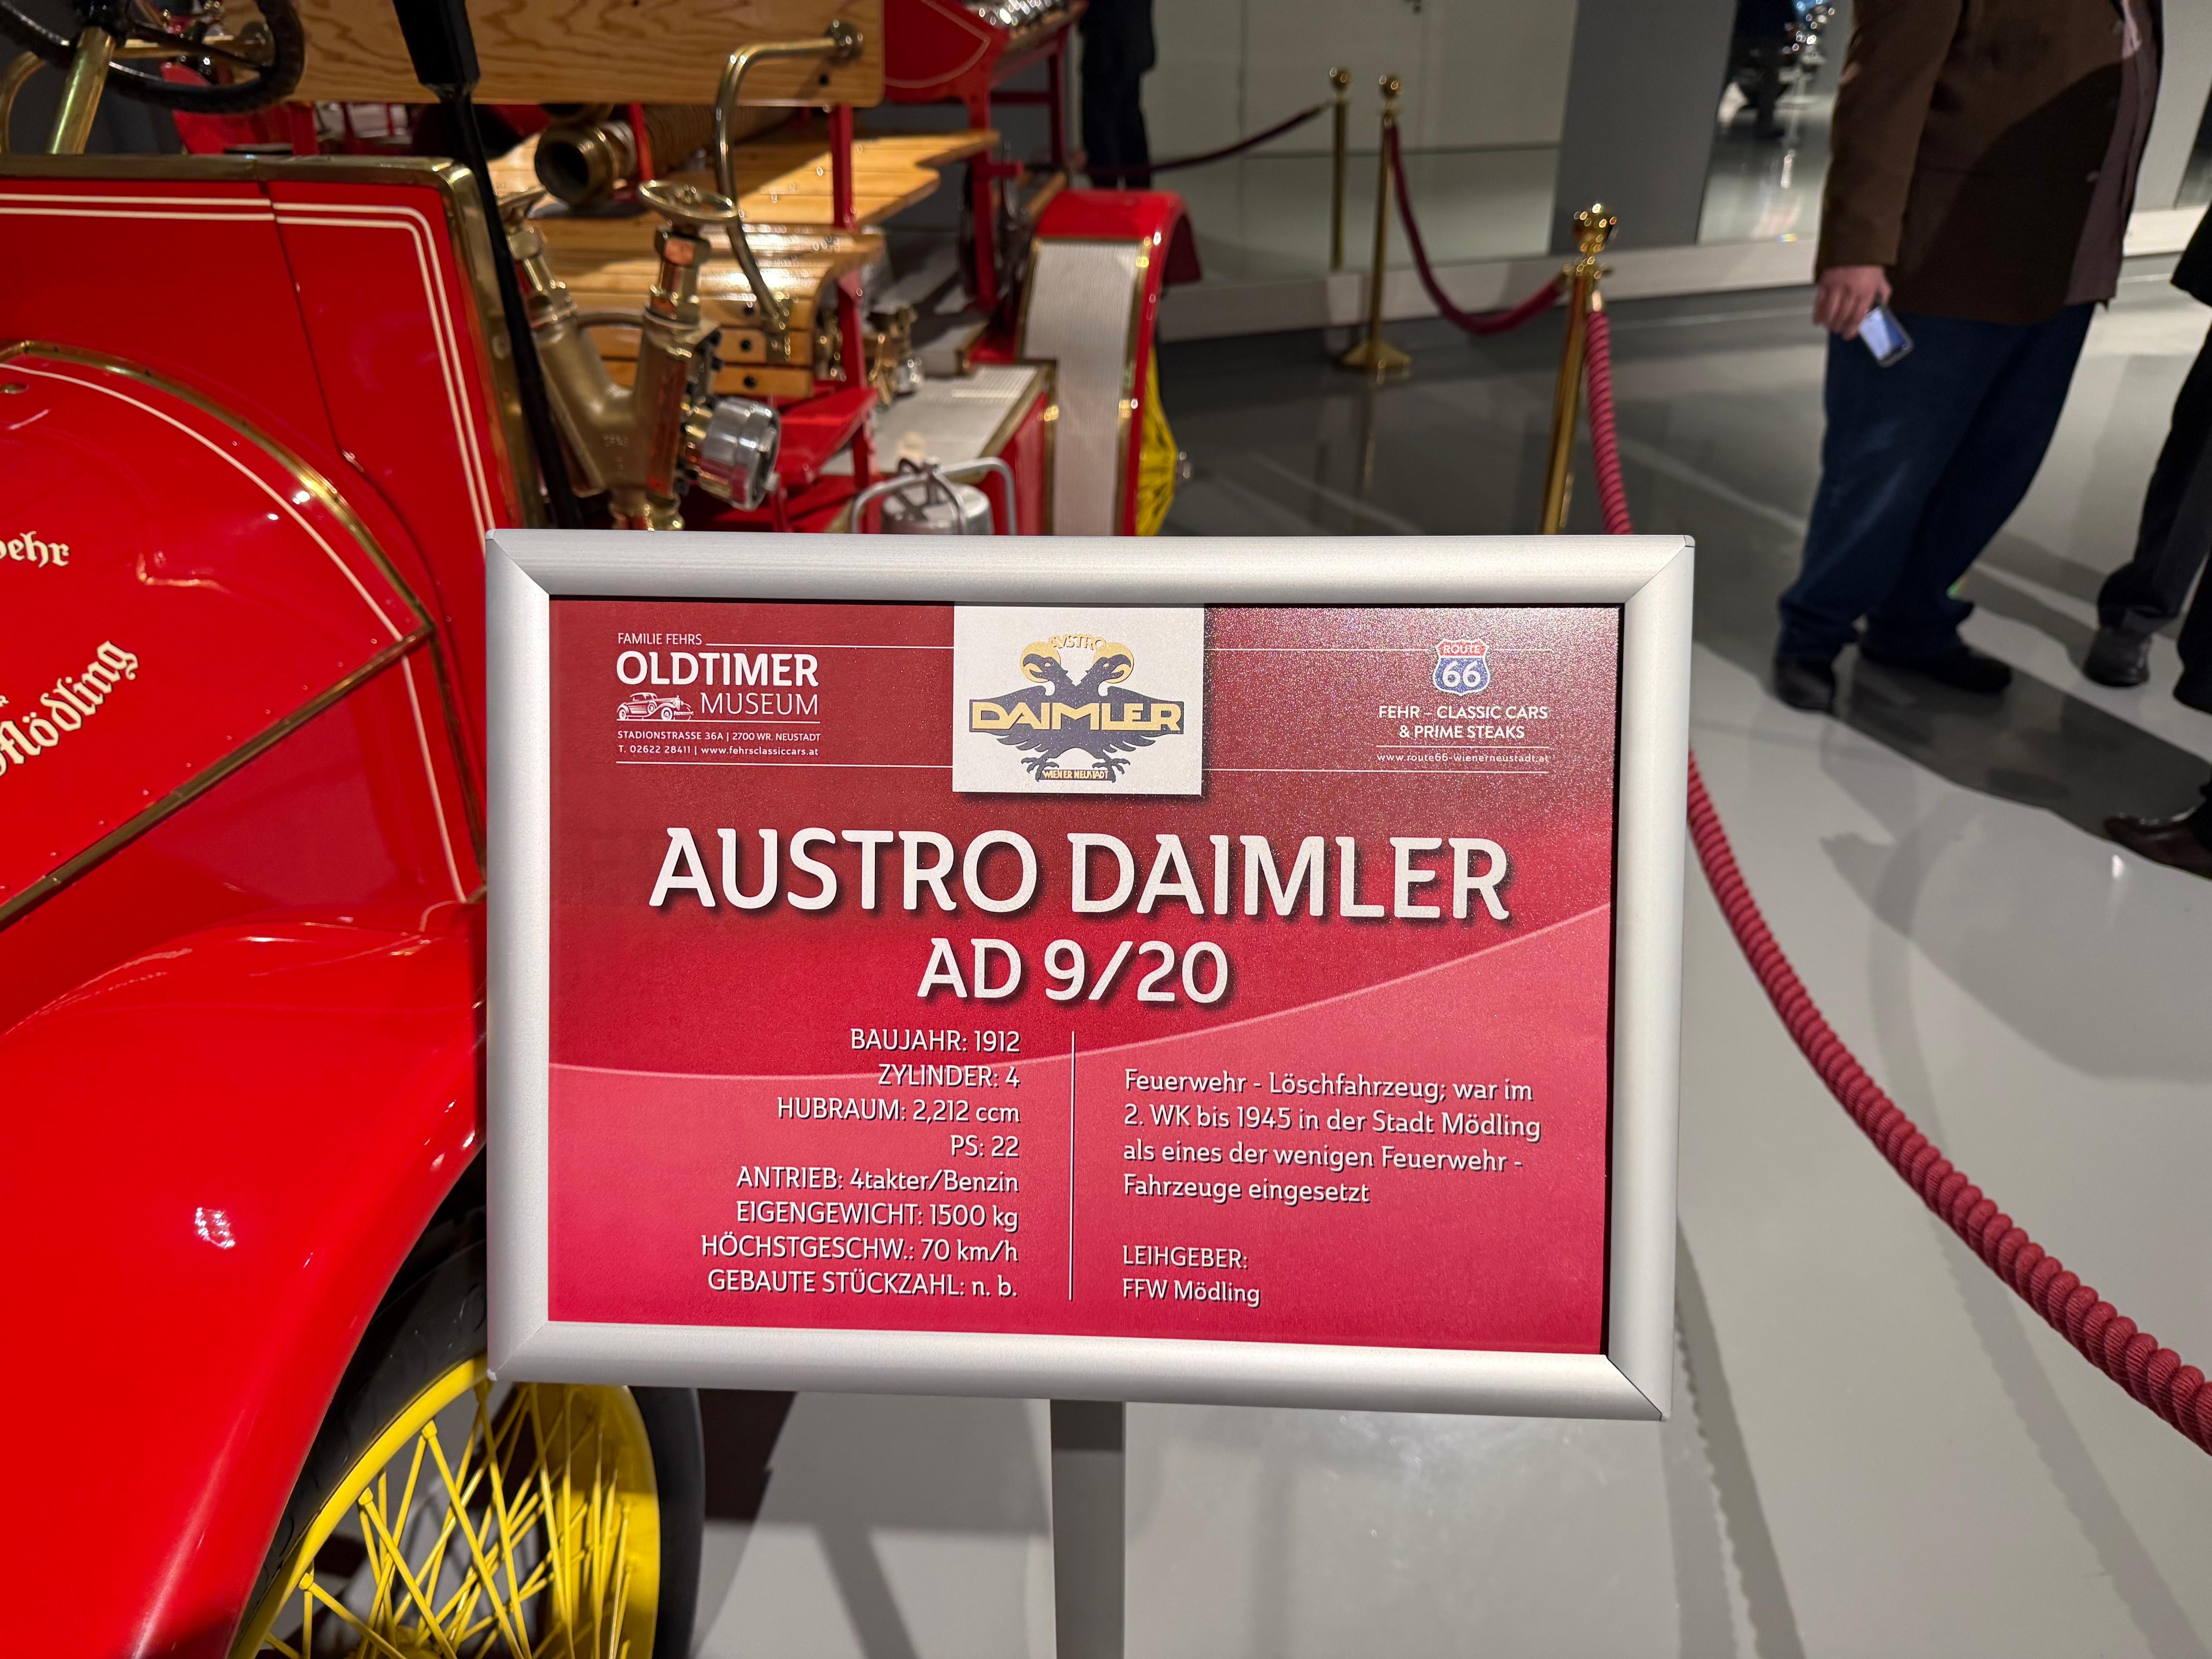 ehr
Mödling
FAMILIE FEHRS
OLDTIMER
MUSEUM
STADIONSTRASSE 36A | 2700 WR. NEUSTADT
T. 02622 28411 | www.fehrsclassiccars.at
AUSTRO
DAIMLER
WIENER NEUSTADT
ROUTE
66
FEHR - CLASSIC CARS
& PRIME STEAKS
www.route66-wienerneustadt.at
AUSTRO DAIMLER
AD 9/20
BAUJAHR: 1912
ZYLINDER: 4
HUBRAUM: 2,212 ccm
PS: 22
ANTRIEB: 4takter/Benzin
EIGENGEWICHT: 1500 kg
HÖCHSTGESCHW.: 70 km/h
GEBAUTE STÜCKZAHL: n. b.
Feuerwehr - Löschfahrzeug; war im
2. WK bis 1945 in der Stadt Mödling
als eines der wenigen Feuerwehr -
Fahrzeuge eingesetzt
LEIHGEBER:
FFW Mödling